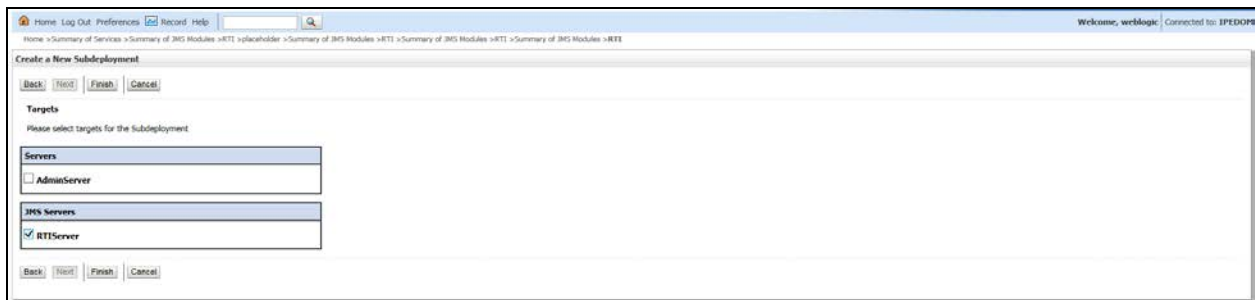 Home Log Out Preferences Record Help
Welcome, weblogic Connected to: IPEDOM
Home >Summary of Services >Summary of JMS Modules >RTI >placeholder >Summary of JMS Modules >RTI >Summary of JMS Modules >RTI >Summary of JMS Modules >RTI
Create a New Subdeployment
Back Next Finish Cancel
Targets
Please select targets for the Subdeployment
Servers
AdminServer
JMS Servers
RTIServer
Back Next Finish Cancel